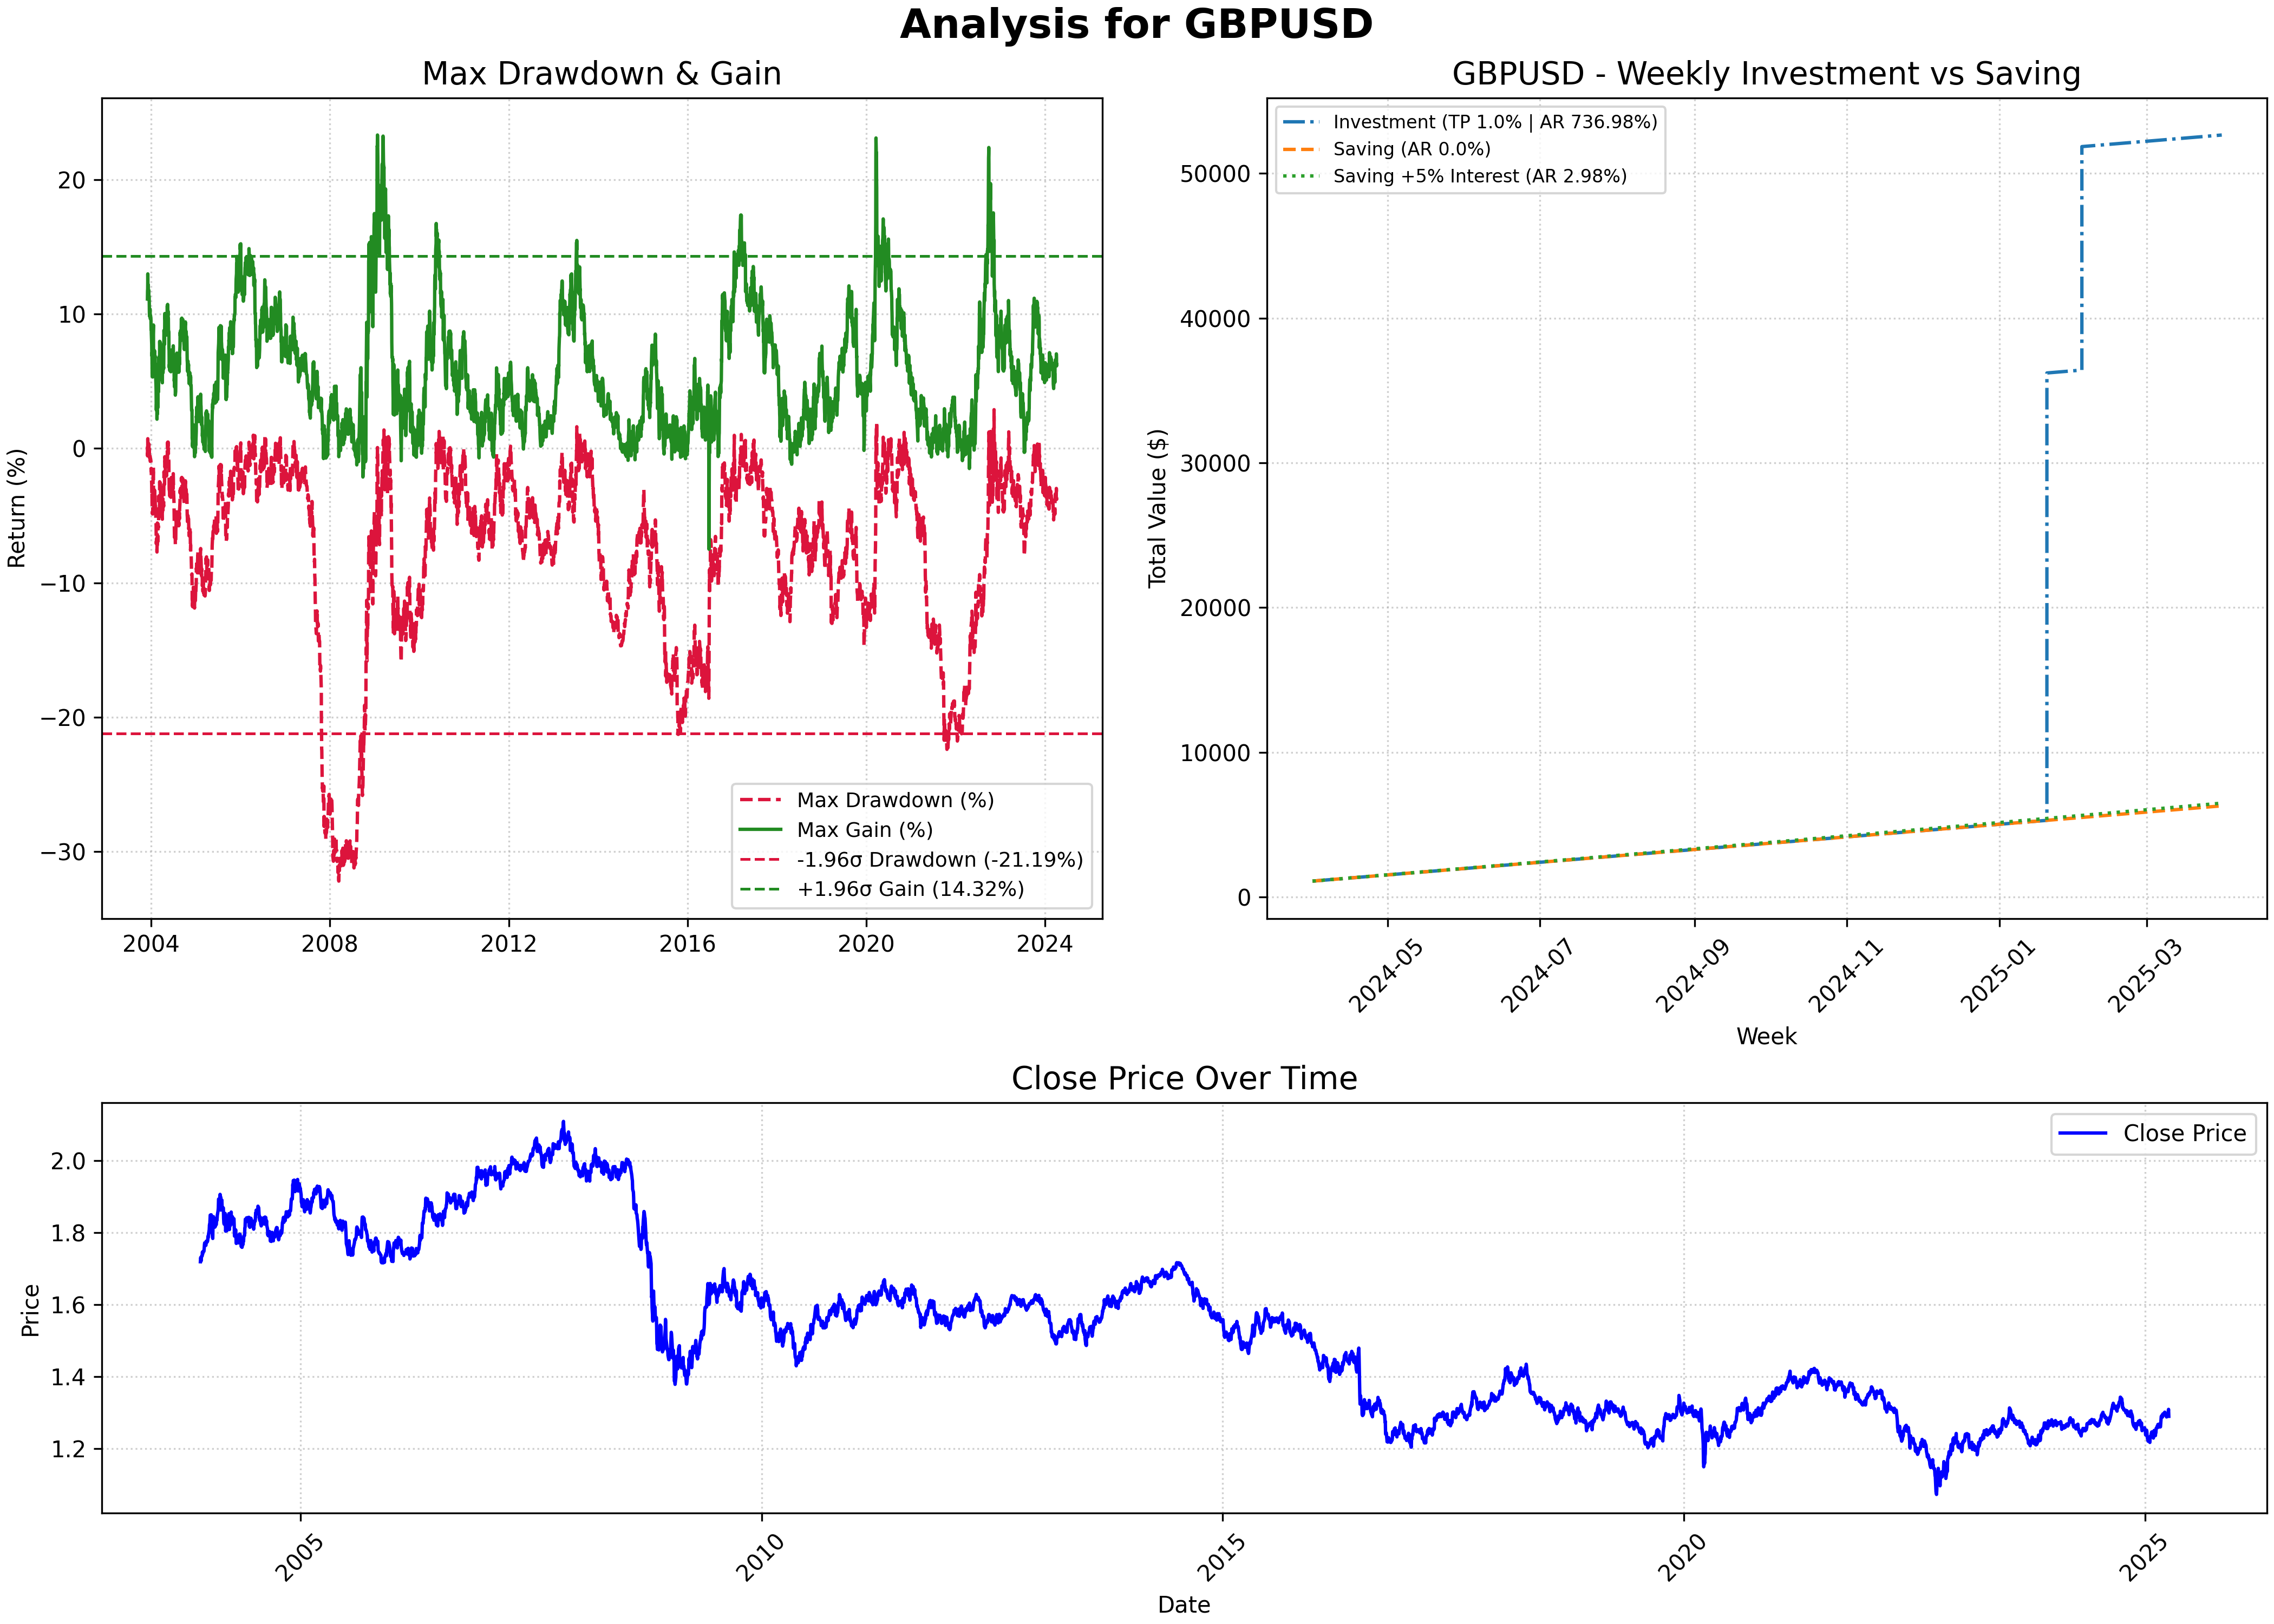 Analysis for GBPUSD
Max Drawdown & Gain
Return (%)
20
10
0
−10
−20
−30
Max Drawdown (%)
Max Gain (%)
-1.96σ Drawdown (-21.19%)
+1.96σ Gain (14.32%)
2004
2008
2012
2016
2020
2024
GBPUSD - Weekly Investment vs Saving
Total Value ($)
50000
40000
30000
20000
10000
0
Investment (TP 1.0% | AR 736.98%)
Saving (AR 0.0%)
Saving +5% Interest (AR 2.98%)
2024-05
2024-07
2024-09
2024-11
2025-01
2025-03
Week
Close Price Over Time
Price
2.0
1.8
1.6
1.4
1.2
Close Price
2005
2010
2015
2020
2025
Date